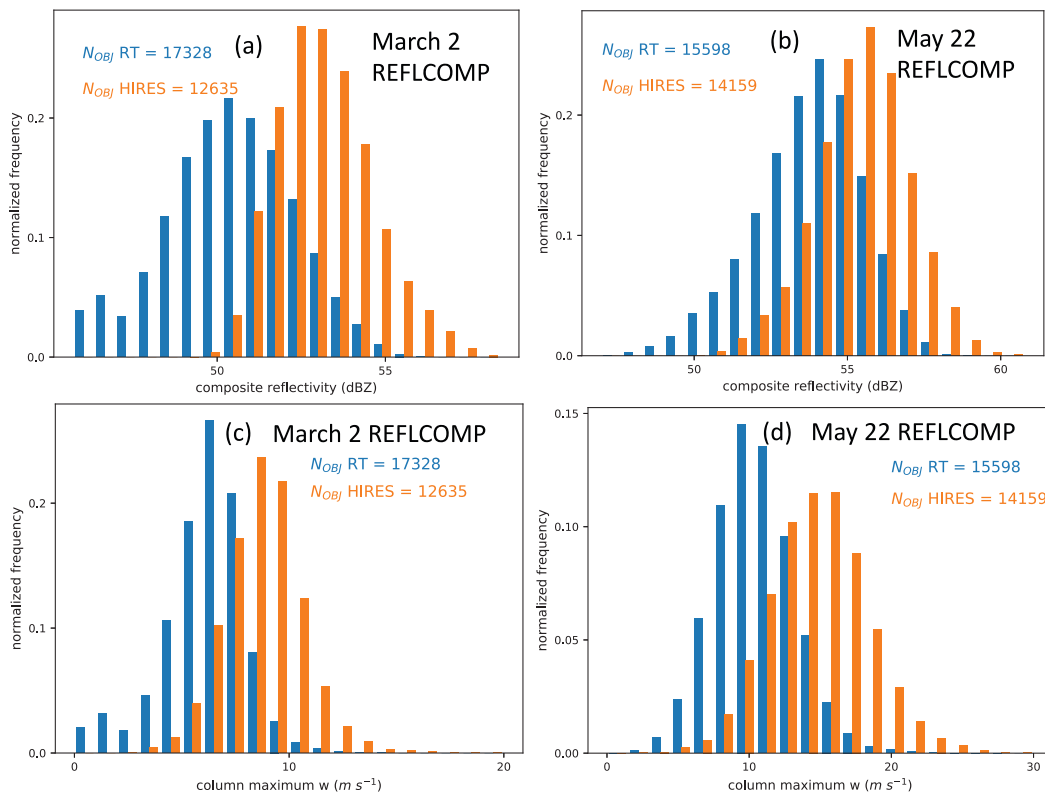 (a)
March 2
REFLCOMP
N_OBJ RT = 17328
N_OBJ HIRES = 12635
normalized frequency
0.2
0.1
0.0
50
55
composite reflectivity (dBZ)
(b)
May 22
REFLCOMP
N_OBJ RT = 15598
N_OBJ HIRES = 14159
normalized frequency
0.2
0.1
0.0
50
55
60
composite reflectivity (dBZ)
(c)
March 2 REFLCOMP
N_OBJ RT = 17328
N_OBJ HIRES = 12635
normalized frequency
0.2
0.1
0.0
0
10
20
column maximum w (m s⁻¹)
(d)
May 22 REFLCOMP
N_OBJ RT = 15598
N_OBJ HIRES = 14159
normalized frequency
0.15
0.10
0.05
0.00
0
10
20
30
column maximum w (m s⁻¹)